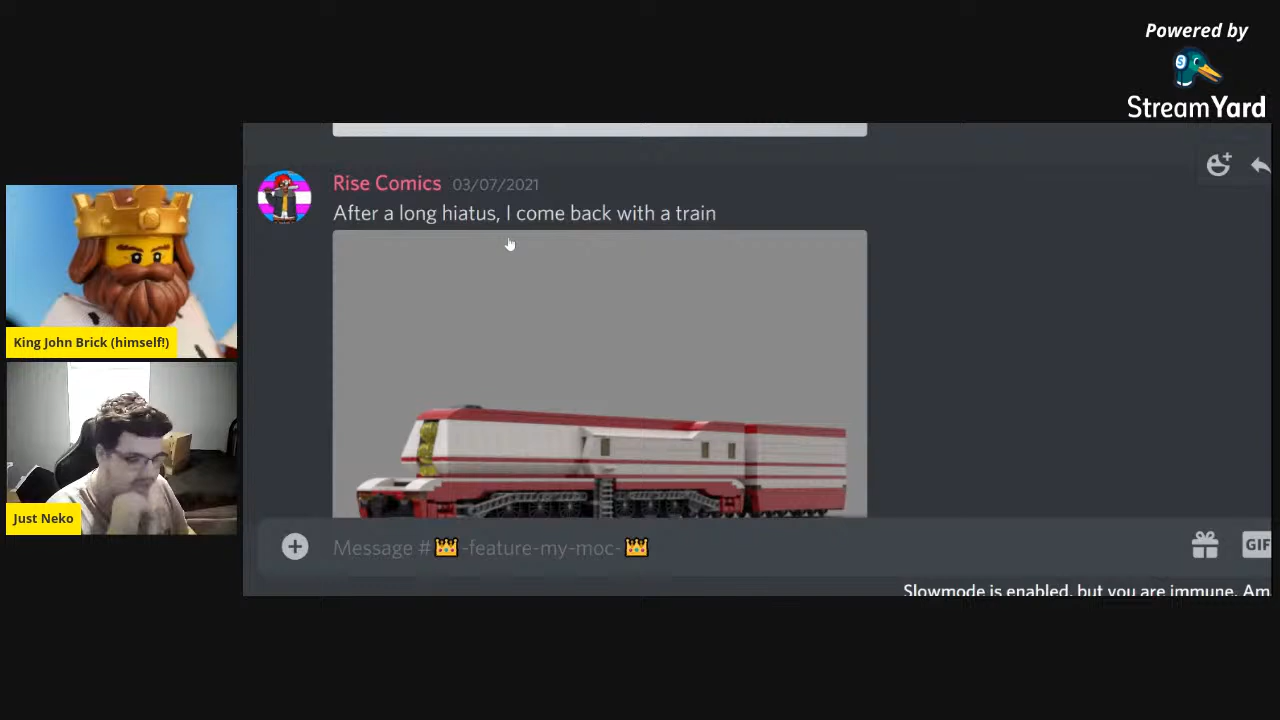 Powered by
StreamYard
Rise Comics 03/07/2021
After a long hiatus, I come back with a train
King John Brick (himself!)
Just Neko
Message #👑-feature-my-moc-👑
GIF
Slowmode is enabled, but you are immune. Am